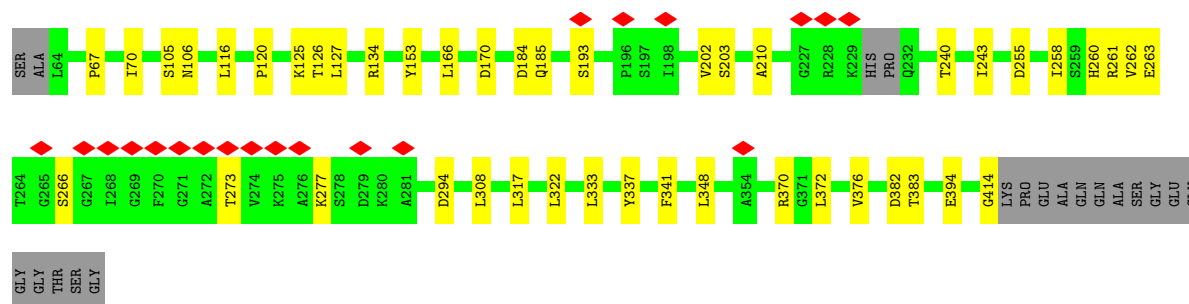 SER ALA L64 P67 I70 S105 N106 L116 P120 K125 T126 L127 R134 Y153 L166 D170 D184 Q185 S193 P196 S197 I198 V202 S203 A210 G227 R228 K229 HIS PRO Q232 T240 I243 D255 I258 S259 H260 R261 V262 E263
T264 G265 S266 G267 I268 G269 F270 G271 A272 T273 V274 K275 A276 K277 S278 D279 K280 A281 D294 L308 L317 L322 L333 Y337 F341 L348 A354 R370 G371 L372 V376 D382 T383 E394 G414 LYS PRO GLU ALA GLN GLN ALA SER GLY GLU
GLY GLY THR SER GLY